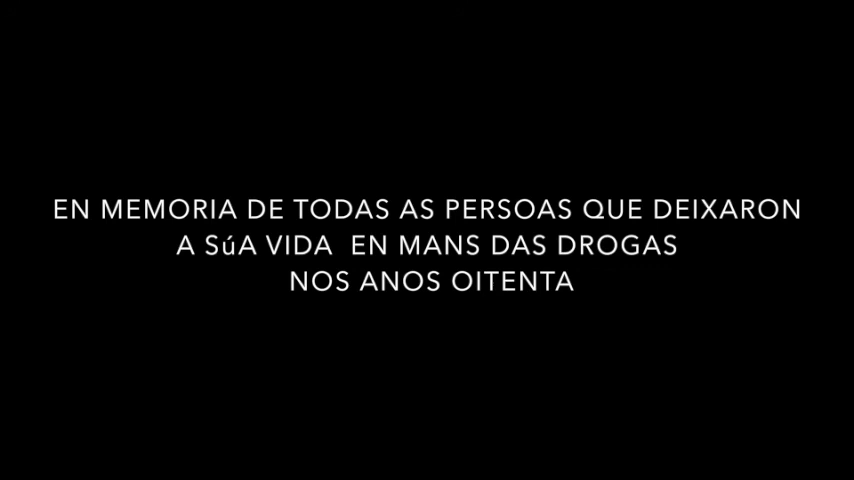 EN MEMORIA DE TODAS AS PERSOAS QUE DEIXARON
A SúA VIDA  EN MANS DAS DROGAS
NOS ANOS OITENTA